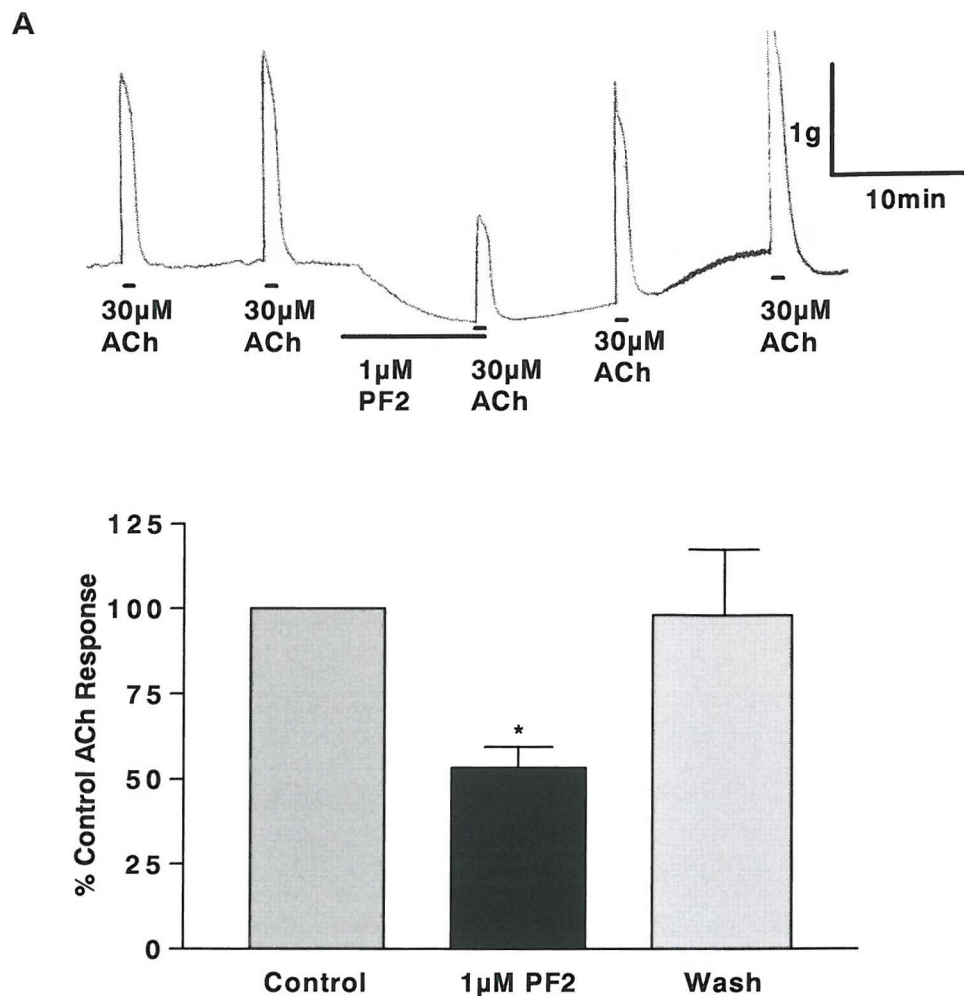 A
1g
10min
30µM
ACh
30µM
ACh
1µM
PF2
30µM
ACh
30µM
ACh
30µM
ACh
% Control ACh Response
125
100
75
50
25
0
*
Control
1µM PF2
Wash